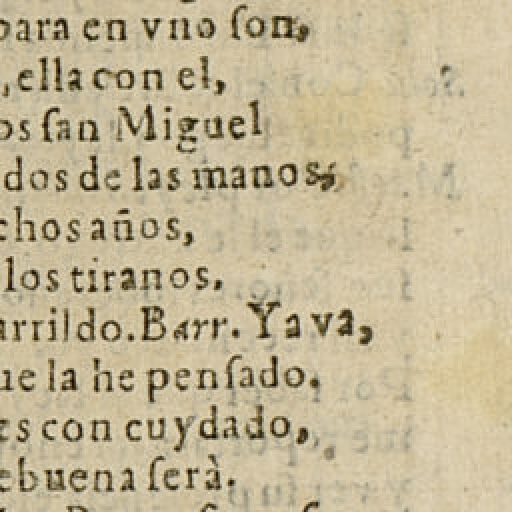 para en vno ſon,
, ella con el,
os ſan Miguel
dos de las manos,
chos años,
los tiranos.
arrildo. Barr. Ya va,
ue la he penſado.
es con cuydado,
ebuena ſerà.